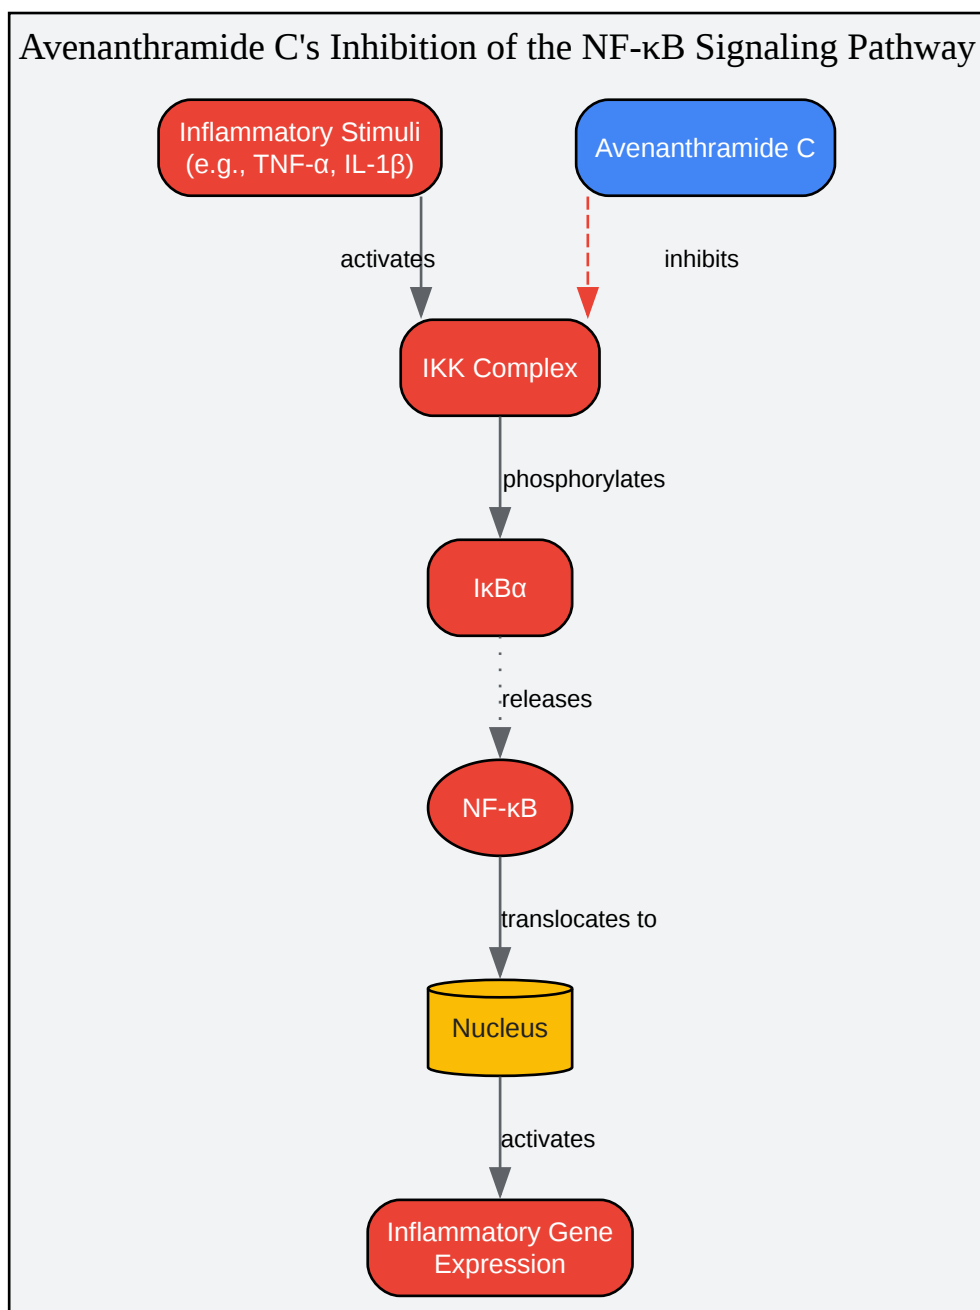 Avenanthramide C's Inhibition of the NF-κB Signaling Pathway
Inflammatory Stimuli
(e.g., TNF-α, IL-1β)
Avenanthramide C
activates
inhibits
IKK Complex
phosphorylates
IκBα
releases
NF-κB
translocates to
Nucleus
activates
Inflammatory Gene
Expression